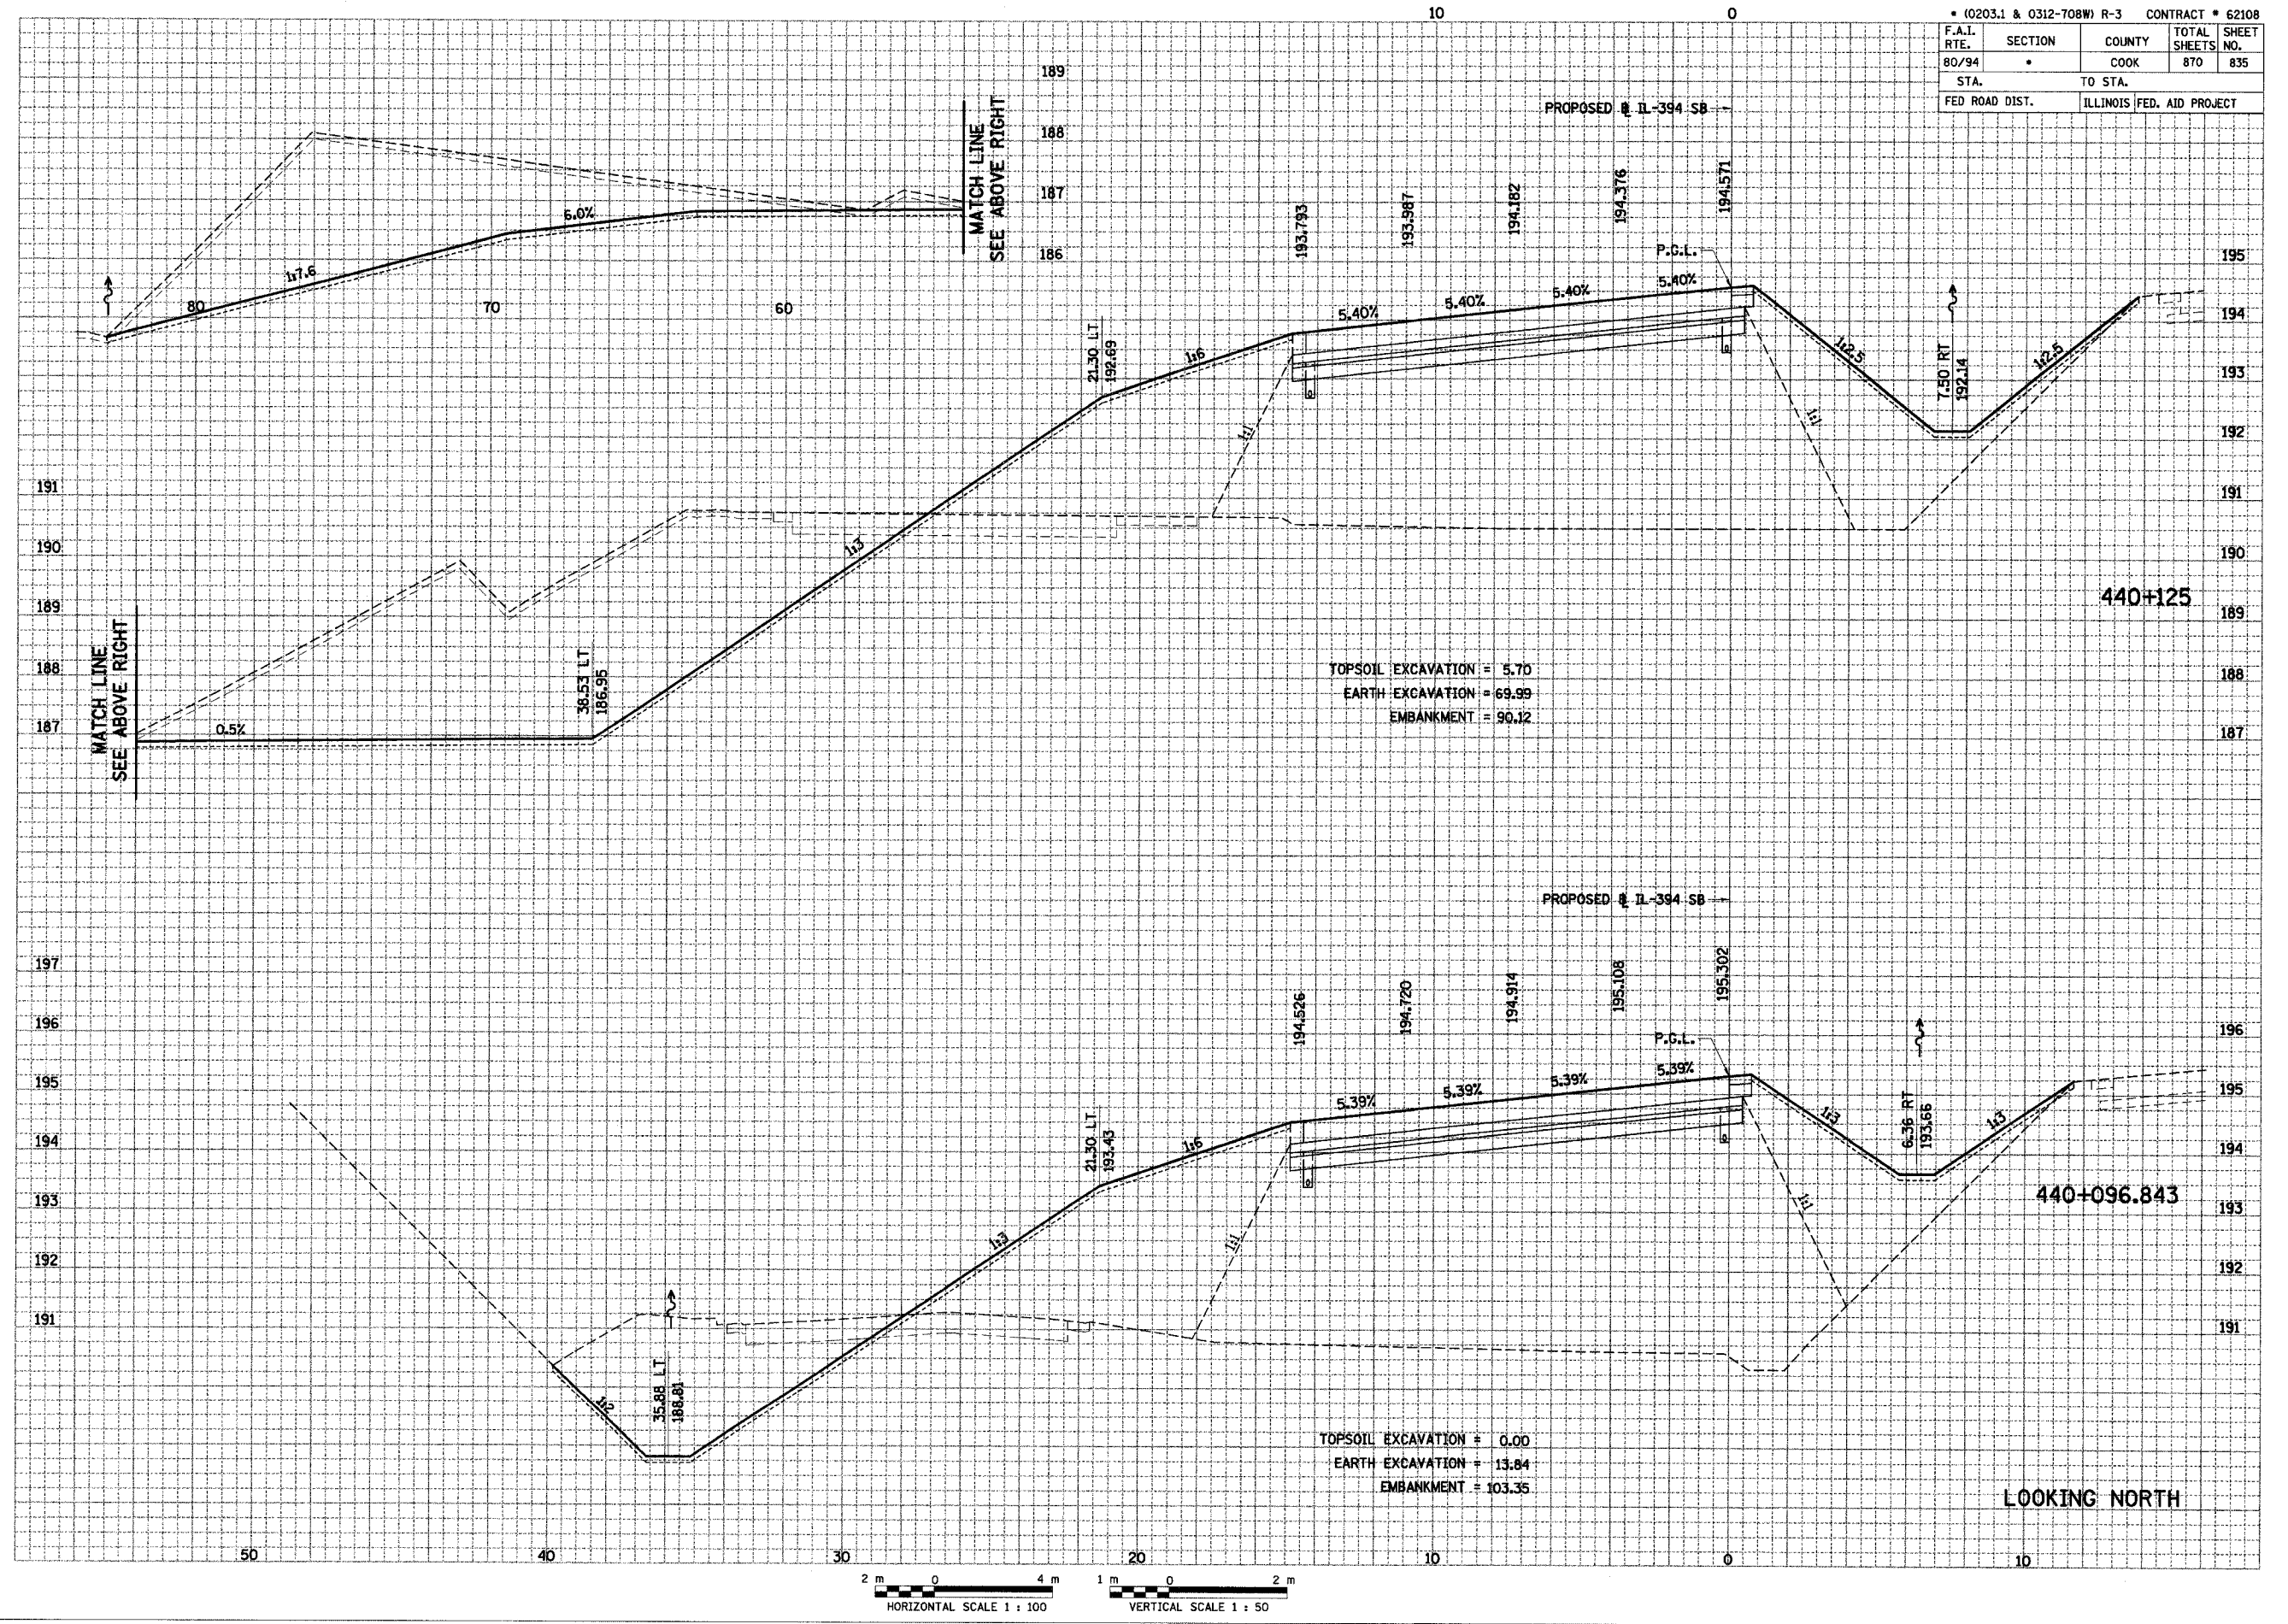 * (0203.1 & 0312-708W) R-3 CONTRACT # 62108
F.A.I. RTE. SECTION COUNTY TOTAL SHEETS SHEET NO.
80/94 * COOK 870 835
STA. TO STA.
FED ROAD DIST. ILLINOIS FED. AID PROJECT
10 0
189
188
187
186
MATCH LINE
SEE ABOVE RIGHT
PROPOSED ℄ IL-394 SB
193.793
193.987
194.182
194.376
194.571
P.G.L.
6.0%
1:7.6
80 70 60
5.40%
5.40%
5.40%
5.40%
21.30 LT
192.69
1:6
1:1
1:3
1:2.5
1:1
7.50 RT
192.14
1:2.5
195
194
193
192
191
190
189
188
187
191
190
189
188
187
440+125
MATCH LINE
SEE ABOVE RIGHT
0.5%
38.53 LT
186.95
TOPSOIL EXCAVATION = 5.70
EARTH EXCAVATION = 69.99
EMBANKMENT = 90.12
PROPOSED ℄ IL-394 SB
194.526
194.720
194.914
195.108
195.302
P.G.L.
197
196
195
194
193
192
191
5.39%
5.39%
5.39%
5.39%
21.30 LT
193.43
1:6
1:1
1:3
1:3
1:1
6.36 RT
193.66
1:3
196
195
194
193
192
191
440+096.843
1:2
35.88 LT
188.81
TOPSOIL EXCAVATION = 0.00
EARTH EXCAVATION = 13.84
EMBANKMENT = 103.35
LOOKING NORTH
50 40 30 20 10 0 10
2 m 0 4 m
HORIZONTAL SCALE 1 : 100
1 m 0 2 m
VERTICAL SCALE 1 : 50